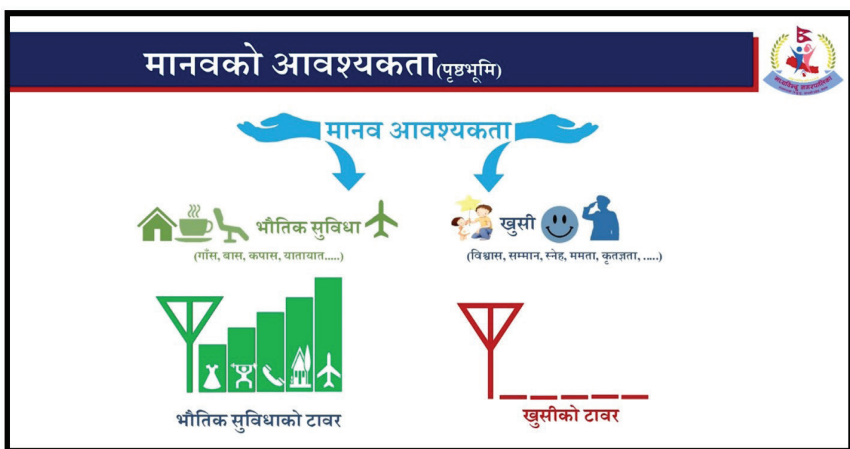 मानवको आवश्यकता(पृष्ठभूमि)
मानव आवश्यकता
भौतिक सुविधा
(गाँस, बास, कपास, यातायात.....)
खुसी
(विश्वास, सम्मान, स्नेह, ममता, कृतज्ञता, .....)
भौतिक सुविधाको टावर
खुसीको टावर